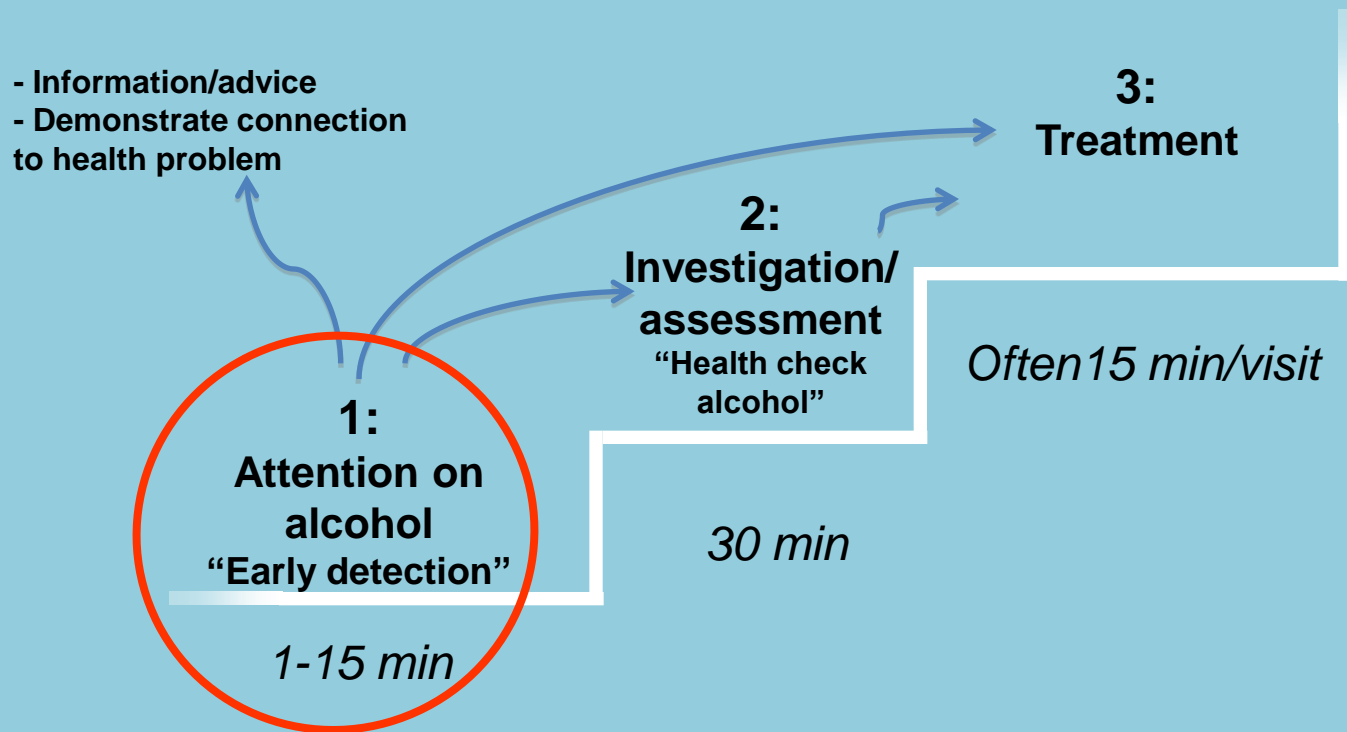 - Information/advice
- Demonstrate connection
to health problem
3:
Treatment
2:
Investigation/
assessment
“Health check
alcohol”
Often15 min/visit
1:
Attention on
alcohol
“Early detection”
30 min
1-15 min